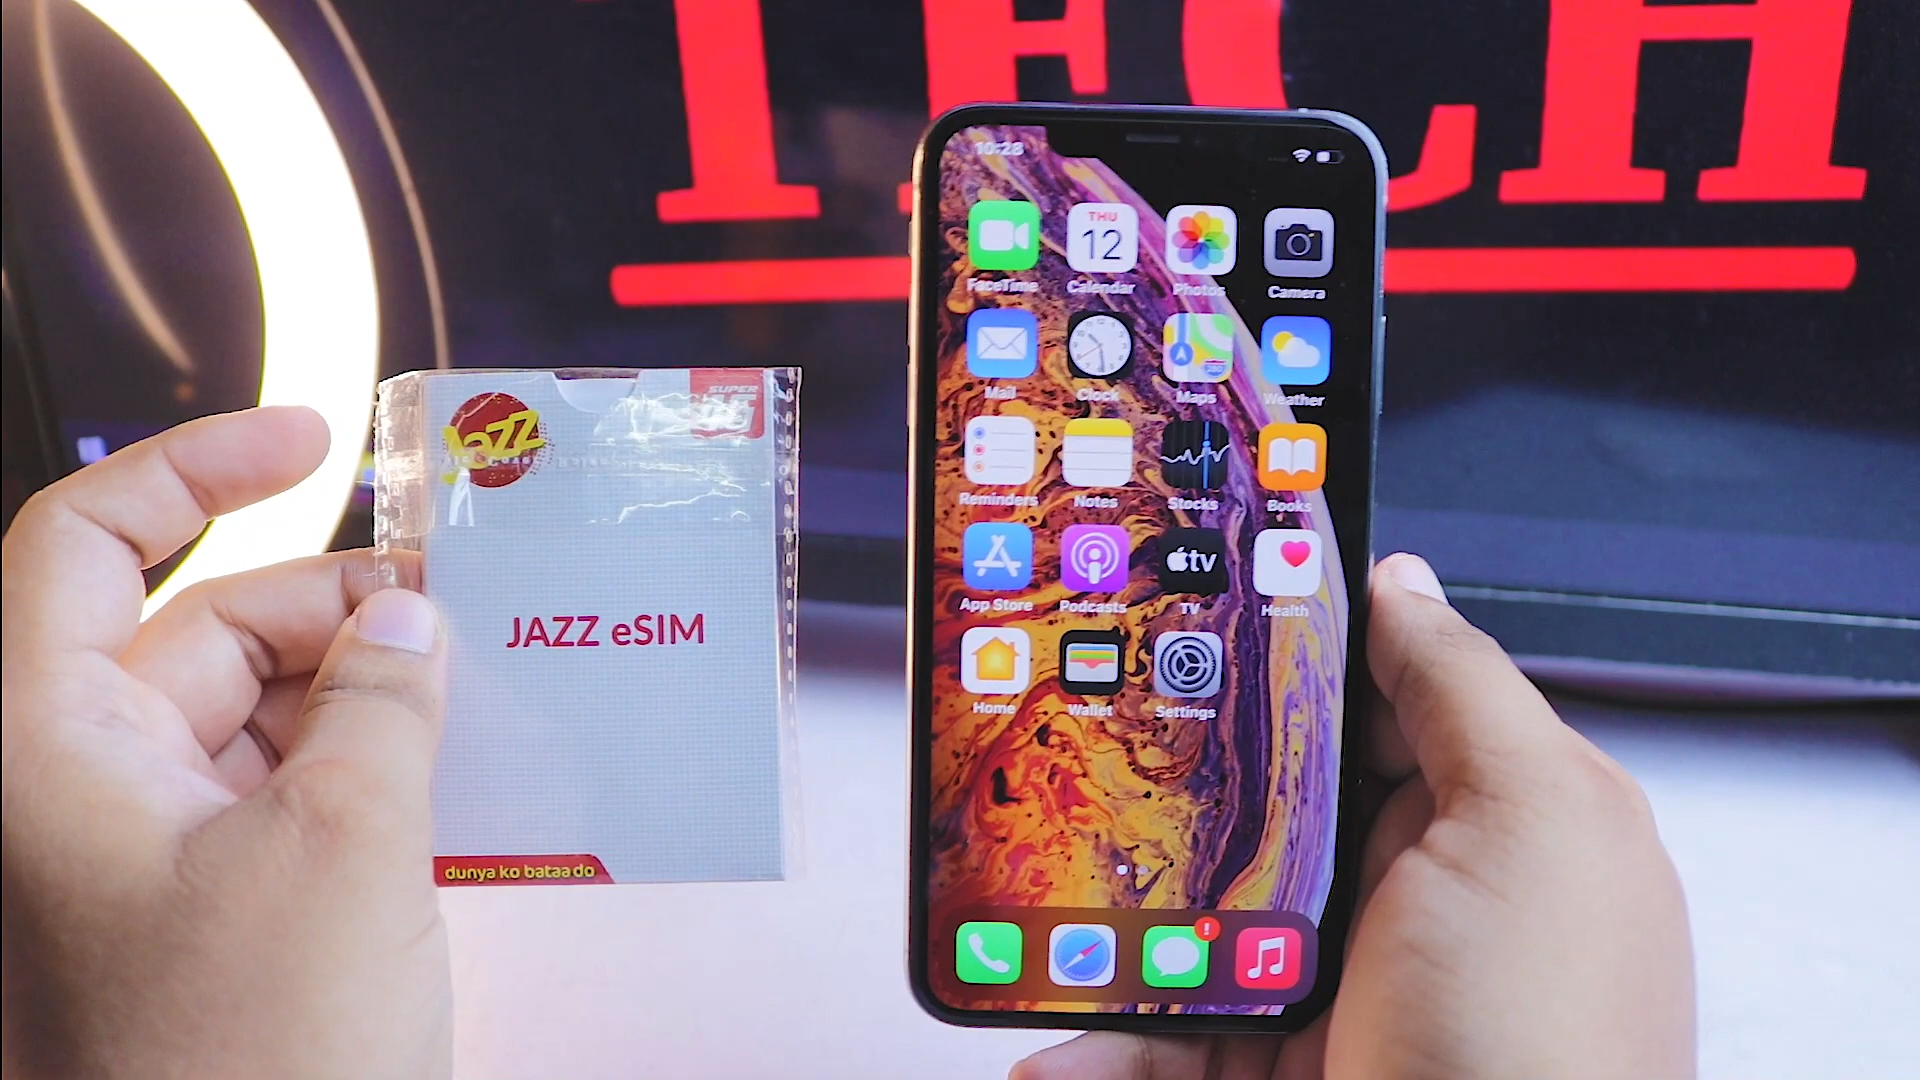 TECH
SUPER
4G
Jazz
JAZZ eSIM
dunya ko bataa do
10:28
THU
12
FaceTime
Calendar
Photos
Camera
280
Mail
Clock
Maps
Weather
Reminders
Notes
Stocks
Books
tv
App Store
Podcasts
TV
Health
Home
Wallet
Settings
!